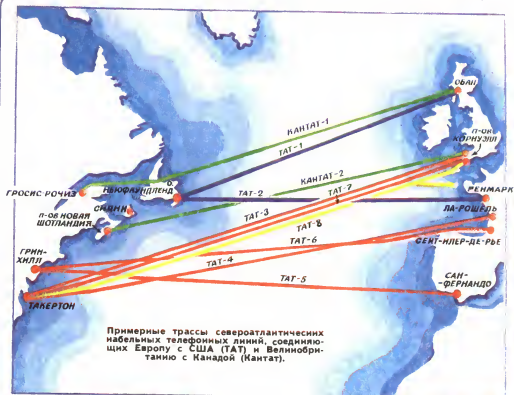 ОБАН
КАНТАТ-1
ТАТ-1
П-ОВ
КОРНУЭЛЛ
О.
НЬЮФАУНДЛЕНД
КАНТАТ-2
ТАТ-7
ГРОСИС-РОЧИЗ
СИДНИ
ТАТ-2
ПЕНМАРК
П-ОВ НОВАЯ
ШОТЛАНДИЯ
ТАТ-3
ЛА-РОШЕЛЬ
ТАТ-8
СЕНТ-ИЛЕР-ДЕ-РЬЕ
ГРИН-
ХИЛЛ
ТАТ-6
ТАТ-4
САН-
-ФЕРНАНДО
ТАТ-5
ТАКЕРТОН
Примерные трассы североатлантических
кабельных телефонных линий, соединяю-
щих Европу с США (ТАТ) и Великобри-
танию с Канадой (Кантат).